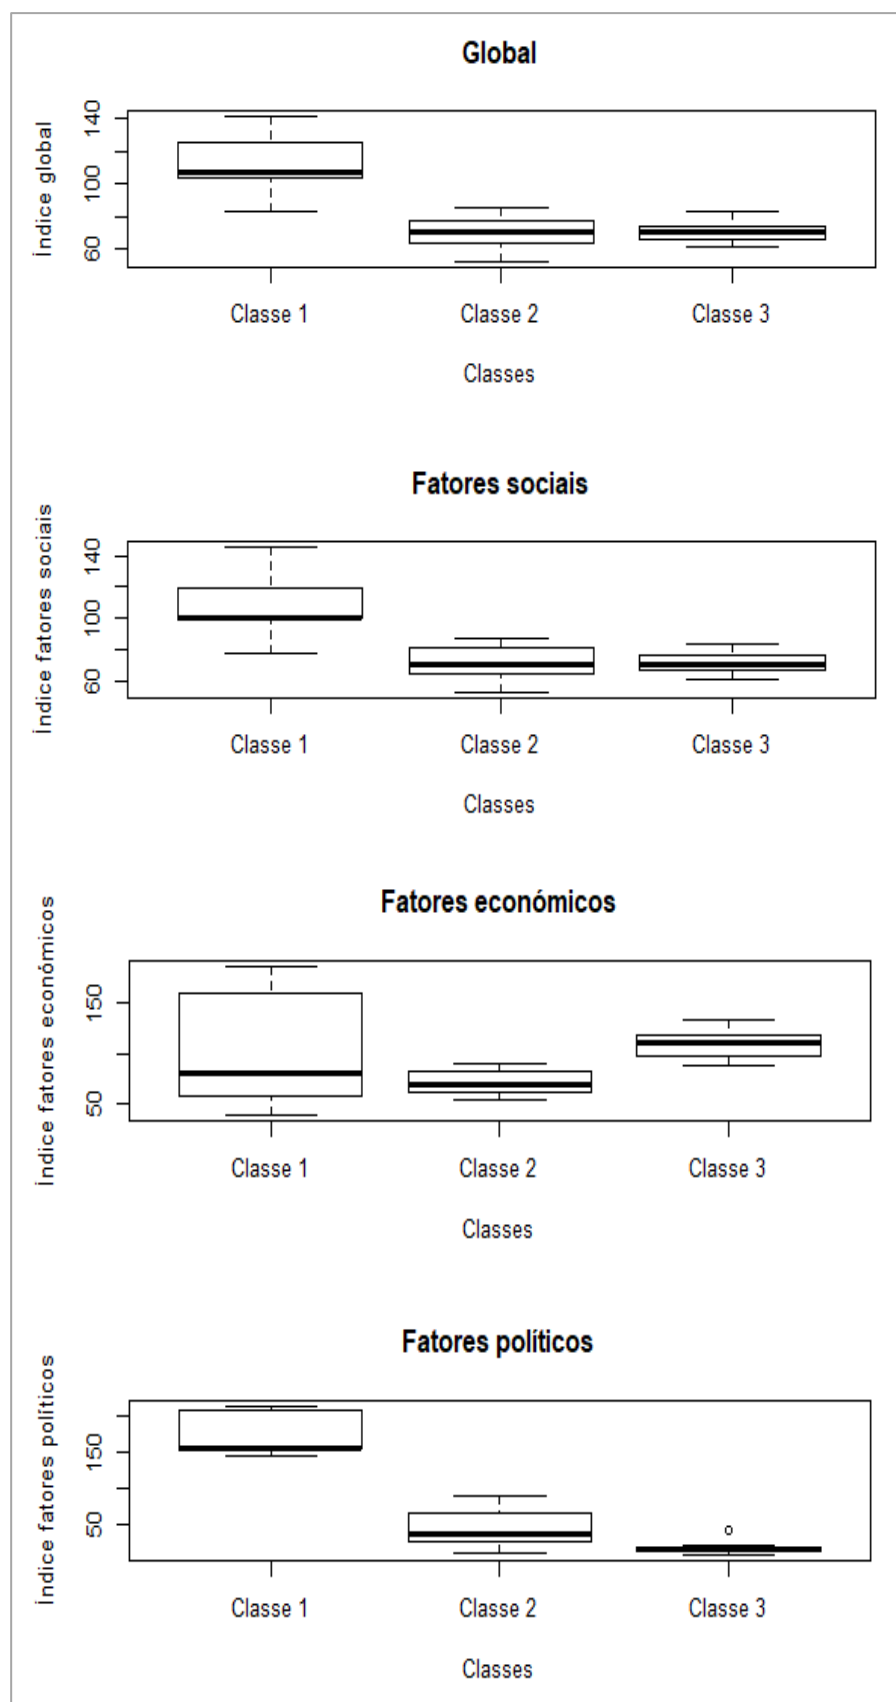 Global
Índice global
140
100
60
Classe 1 Classe 2 Classe 3
Classes
Fatores sociais
Índice fatores sociais
140
100
60
Classe 1 Classe 2 Classe 3
Classes
Fatores económicos
Índice fatores económicos
150
50
Classe 1 Classe 2 Classe 3
Classes
Fatores políticos
Índice fatores políticos
150
50
Classe 1 Classe 2 Classe 3
Classes